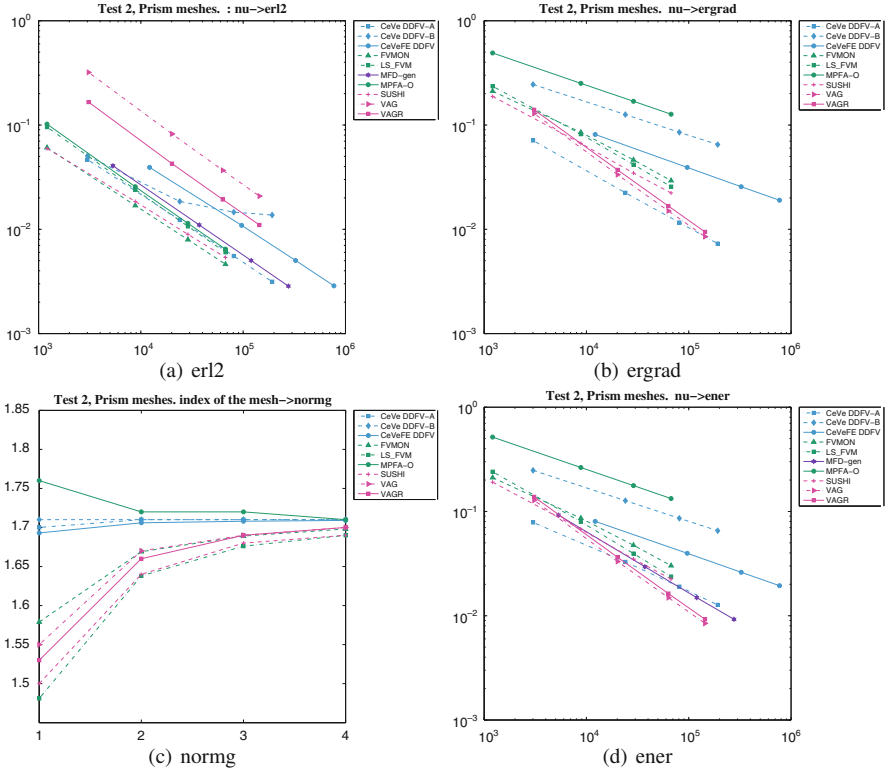 Test 2, Prism meshes. : nu->erl2
10^0
10^-1
10^-2
10^-3
10^3
10^4
10^5
10^6
CeVe DDFV-A
CeVe DDFV-B
CeVeFE DDFV
FVMON
LS_FVM
MFD-gen
MPFA-O
SUSHI
VAG
VAGR
(a) erl2
Test 2, Prism meshes. nu->ergrad
10^0
10^-1
10^-2
10^-3
10^3
10^4
10^5
10^6
CeVe DDFV-A
CeVe DDFV-B
CeVeFE DDFV
FVMON
LS_FVM
MPFA-O
SUSHI
VAG
VAGR
(b) ergrad
Test 2, Prism meshes. index of the mesh->normg
1.85
1.8
1.75
1.7
1.65
1.6
1.55
1.5
1
2
3
4
CeVe DDFV-A
CeVe DDFV-B
CeVeFE DDFV
FVMON
LS_FVM
MPFA-O
SUSHI
VAG
VAGR
(c) normg
Test 2, Prism meshes. nu->ener
10^0
10^-1
10^-2
10^-3
10^3
10^4
10^5
10^6
CeVe DDFV-A
CeVe DDFV-B
CeVeFE DDFV
FVMON
LS_FVM
MFD-gen
MPFA-O
SUSHI
VAG
VAGR
(d) ener